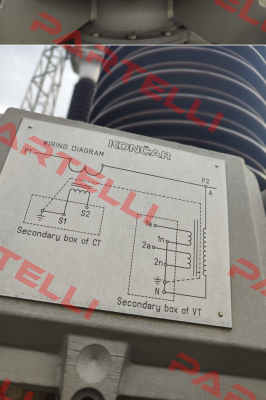 PARTELLI
KONČAR
WIRING DIAGRAM
P1
P2
A
S1
S2
Secondary box of CT
1a
1n
2a
2n
N
Secondary box of VT
PARTELLI
PARTELLI
PARTELLI